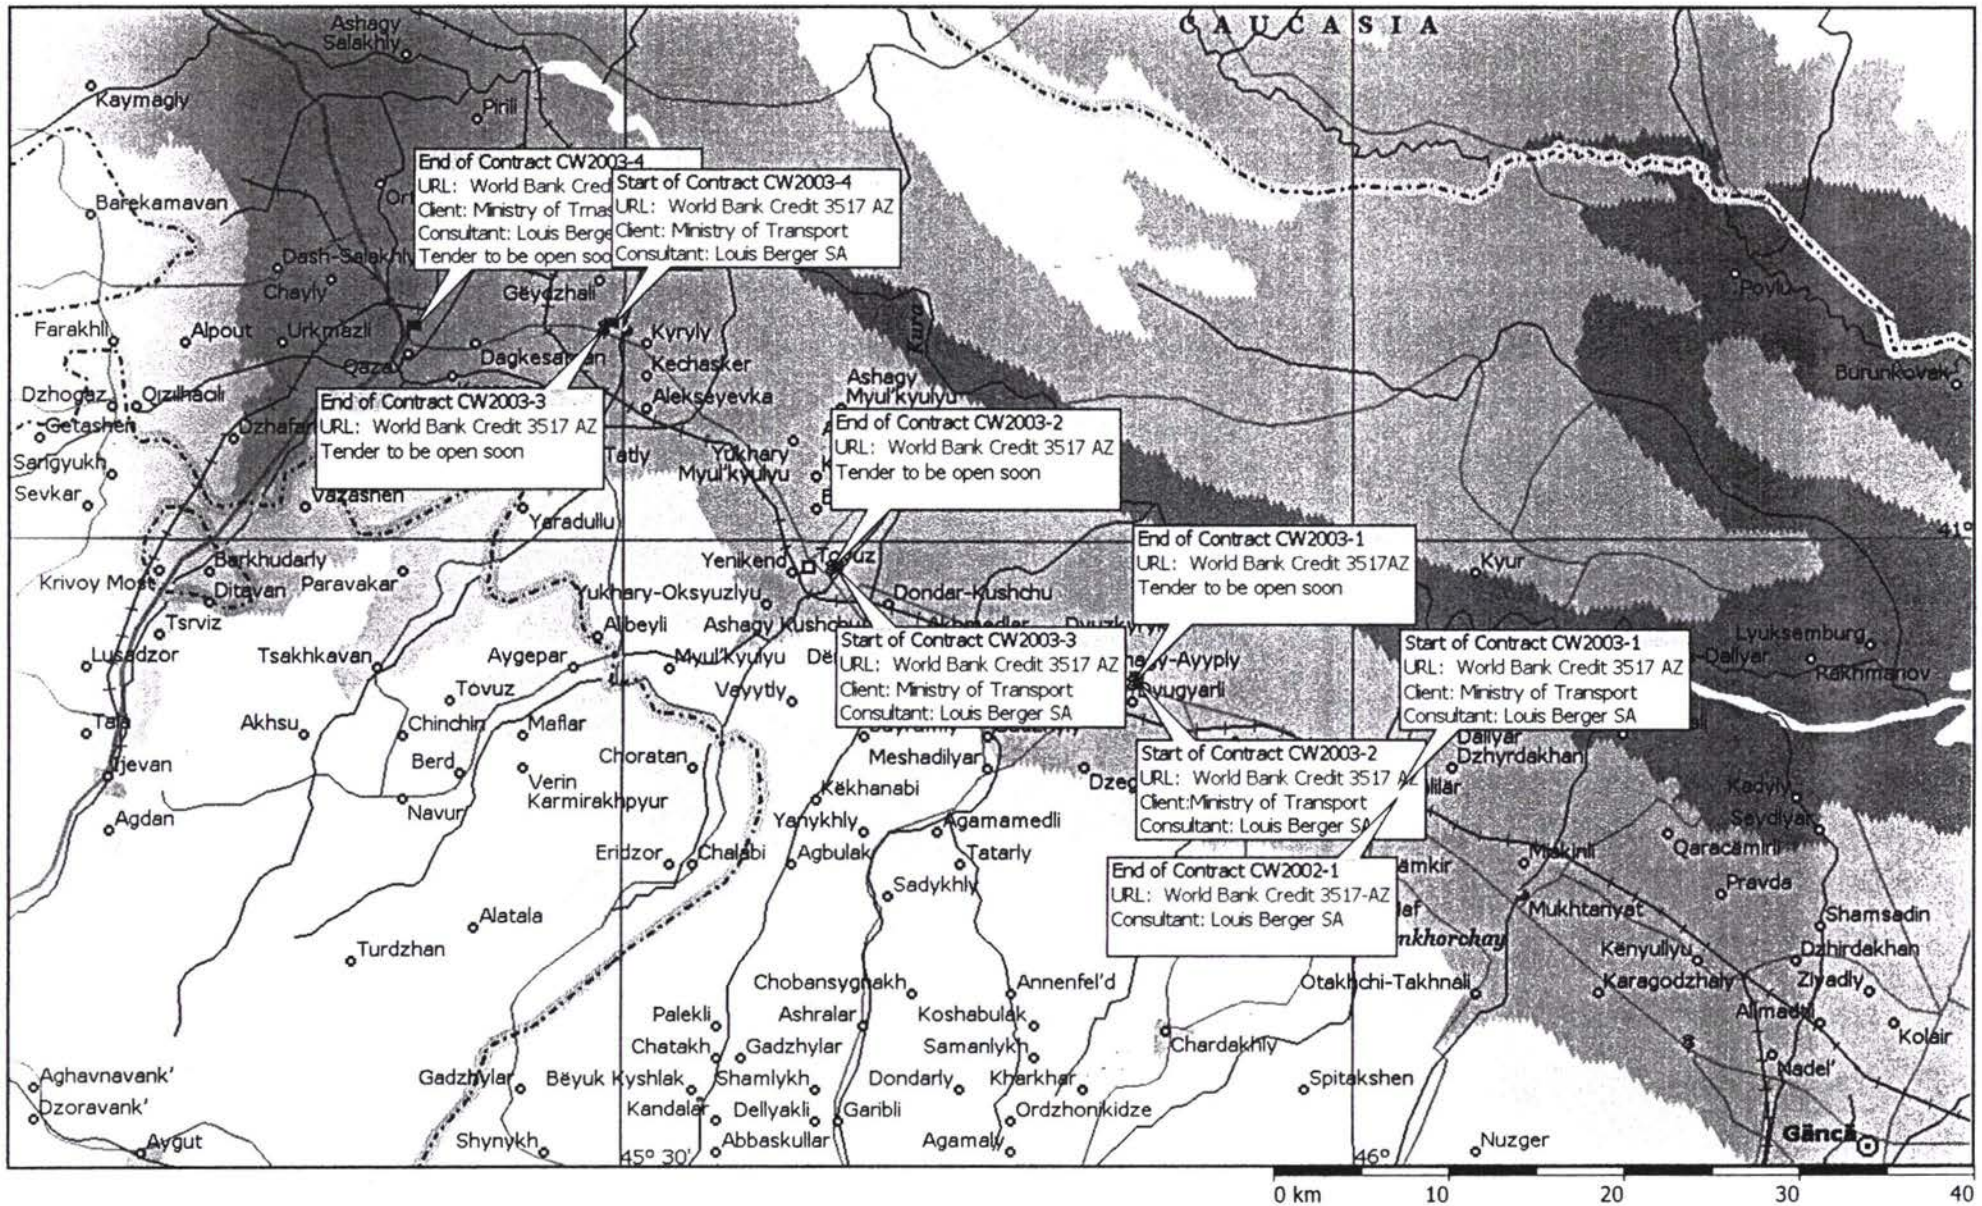 CAUCASIA
Ashagy
Salakhly
Kaymagly
Pirili
End of Contract CW2003-4
URL: World Bank Cred
Client: Ministry of Trnas
Consultant: Louis Berge
Tender to be open soo
Start of Contract CW2003-4
URL: World Bank Credit 3517 AZ
Client: Ministry of Transport
Consultant: Louis Berger SA
Barekamavan
Dash-Salakhly
Chayly
Gëydzhali
Poylu
Farakhli
Alpout
Urkmazli
Kyryly
Kura
Qaza
Dagkesaman
Kechasker
Burunkovak
Dzhogaz
Qizilhacili
Alekseyevka
Ashagy
Myul'kyulyu
End of Contract CW2003-3
URL: World Bank Credit 3517 AZ
Tender to be open soon
End of Contract CW2003-2
URL: World Bank Credit 3517 AZ
Tender to be open soon
Getashen
Dzhafar
Sarigyukh
Tatly
Yukhary
Myul'kyulyu
Sevkar
Vazashen
Yaradullu
41°
End of Contract CW2003-1
URL: World Bank Credit 3517AZ
Tender to be open soon
Barkhudarly
Yenikend
Tovuz
Kyur
Krivoy Most
Paravakar
Ditavan
Yukhary-Oksyuzlyu
Dondar-Kushchu
Tsrviz
Alibeyli
Ashagy Kushchu
Akhmedlar
Lyuksemburg
Start of Contract CW2003-3
URL: World Bank Credit 3517 AZ
Client: Ministry of Transport
Consultant: Louis Berger SA
Start of Contract CW2003-1
URL: World Bank Credit 3517 AZ
Client: Ministry of Transport
Consultant: Louis Berger SA
Lusadzor
Tsakhkavan
Aygepar
Myul'kyulyu
-Ayyply
-Dallyar
Rakhmanov
Tovuz
Vayytly
Dyugyarli
Tala
Akhsu
Chinchin
Maflar
Dallyar
Start of Contract CW2003-2
URL: World Bank Credit 3517 AZ
Client:Ministry of Transport
Consultant: Louis Berger SA
Ijevan
Berd
Choratan
Meshadilyar
Dzhyrdakhan
Verin
Karmirakhpyur
Këkhanabi
Kadyly
Agdan
Navur
Yanykhly
Agamamedli
Seydlyar
Eridzor
Chalabi
Agbulak
Tatarly
Qaracämirli
End of Contract CW2002-1
URL: World Bank Credit 3517-AZ
Consultant: Louis Berger SA
ämkir
Miskinli
Sadykhly
Pravda
Alatala
Mukhtariyat
Shamsadin
Turdzhan
nkhorchay
Kënyullyu
Dzhirdakhan
Chobansygnakh
Annenfel'd
Otakhchi-Takhnali
Karagodzhaly
Ziyadly
Palekli
Ashralar
Koshabulak
Alimadli
Chatakh
Gadzhylar
Samanlykh
Chardakhly
Kolair
Aghavnavank'
Gadzhylar
Bëyuk Kyshlak
Shamlykh
Dondarly
Kharkhar
Spitakshen
Nadel'
Dzoravank'
Kandalar
Dellyakli
Garibli
Ordzhonikidze
Aygut
Shynykh
Abbaskullar
Agamaly
Nuzger
Gäncä
45° 30'
46°
0 km 10 20 30 40